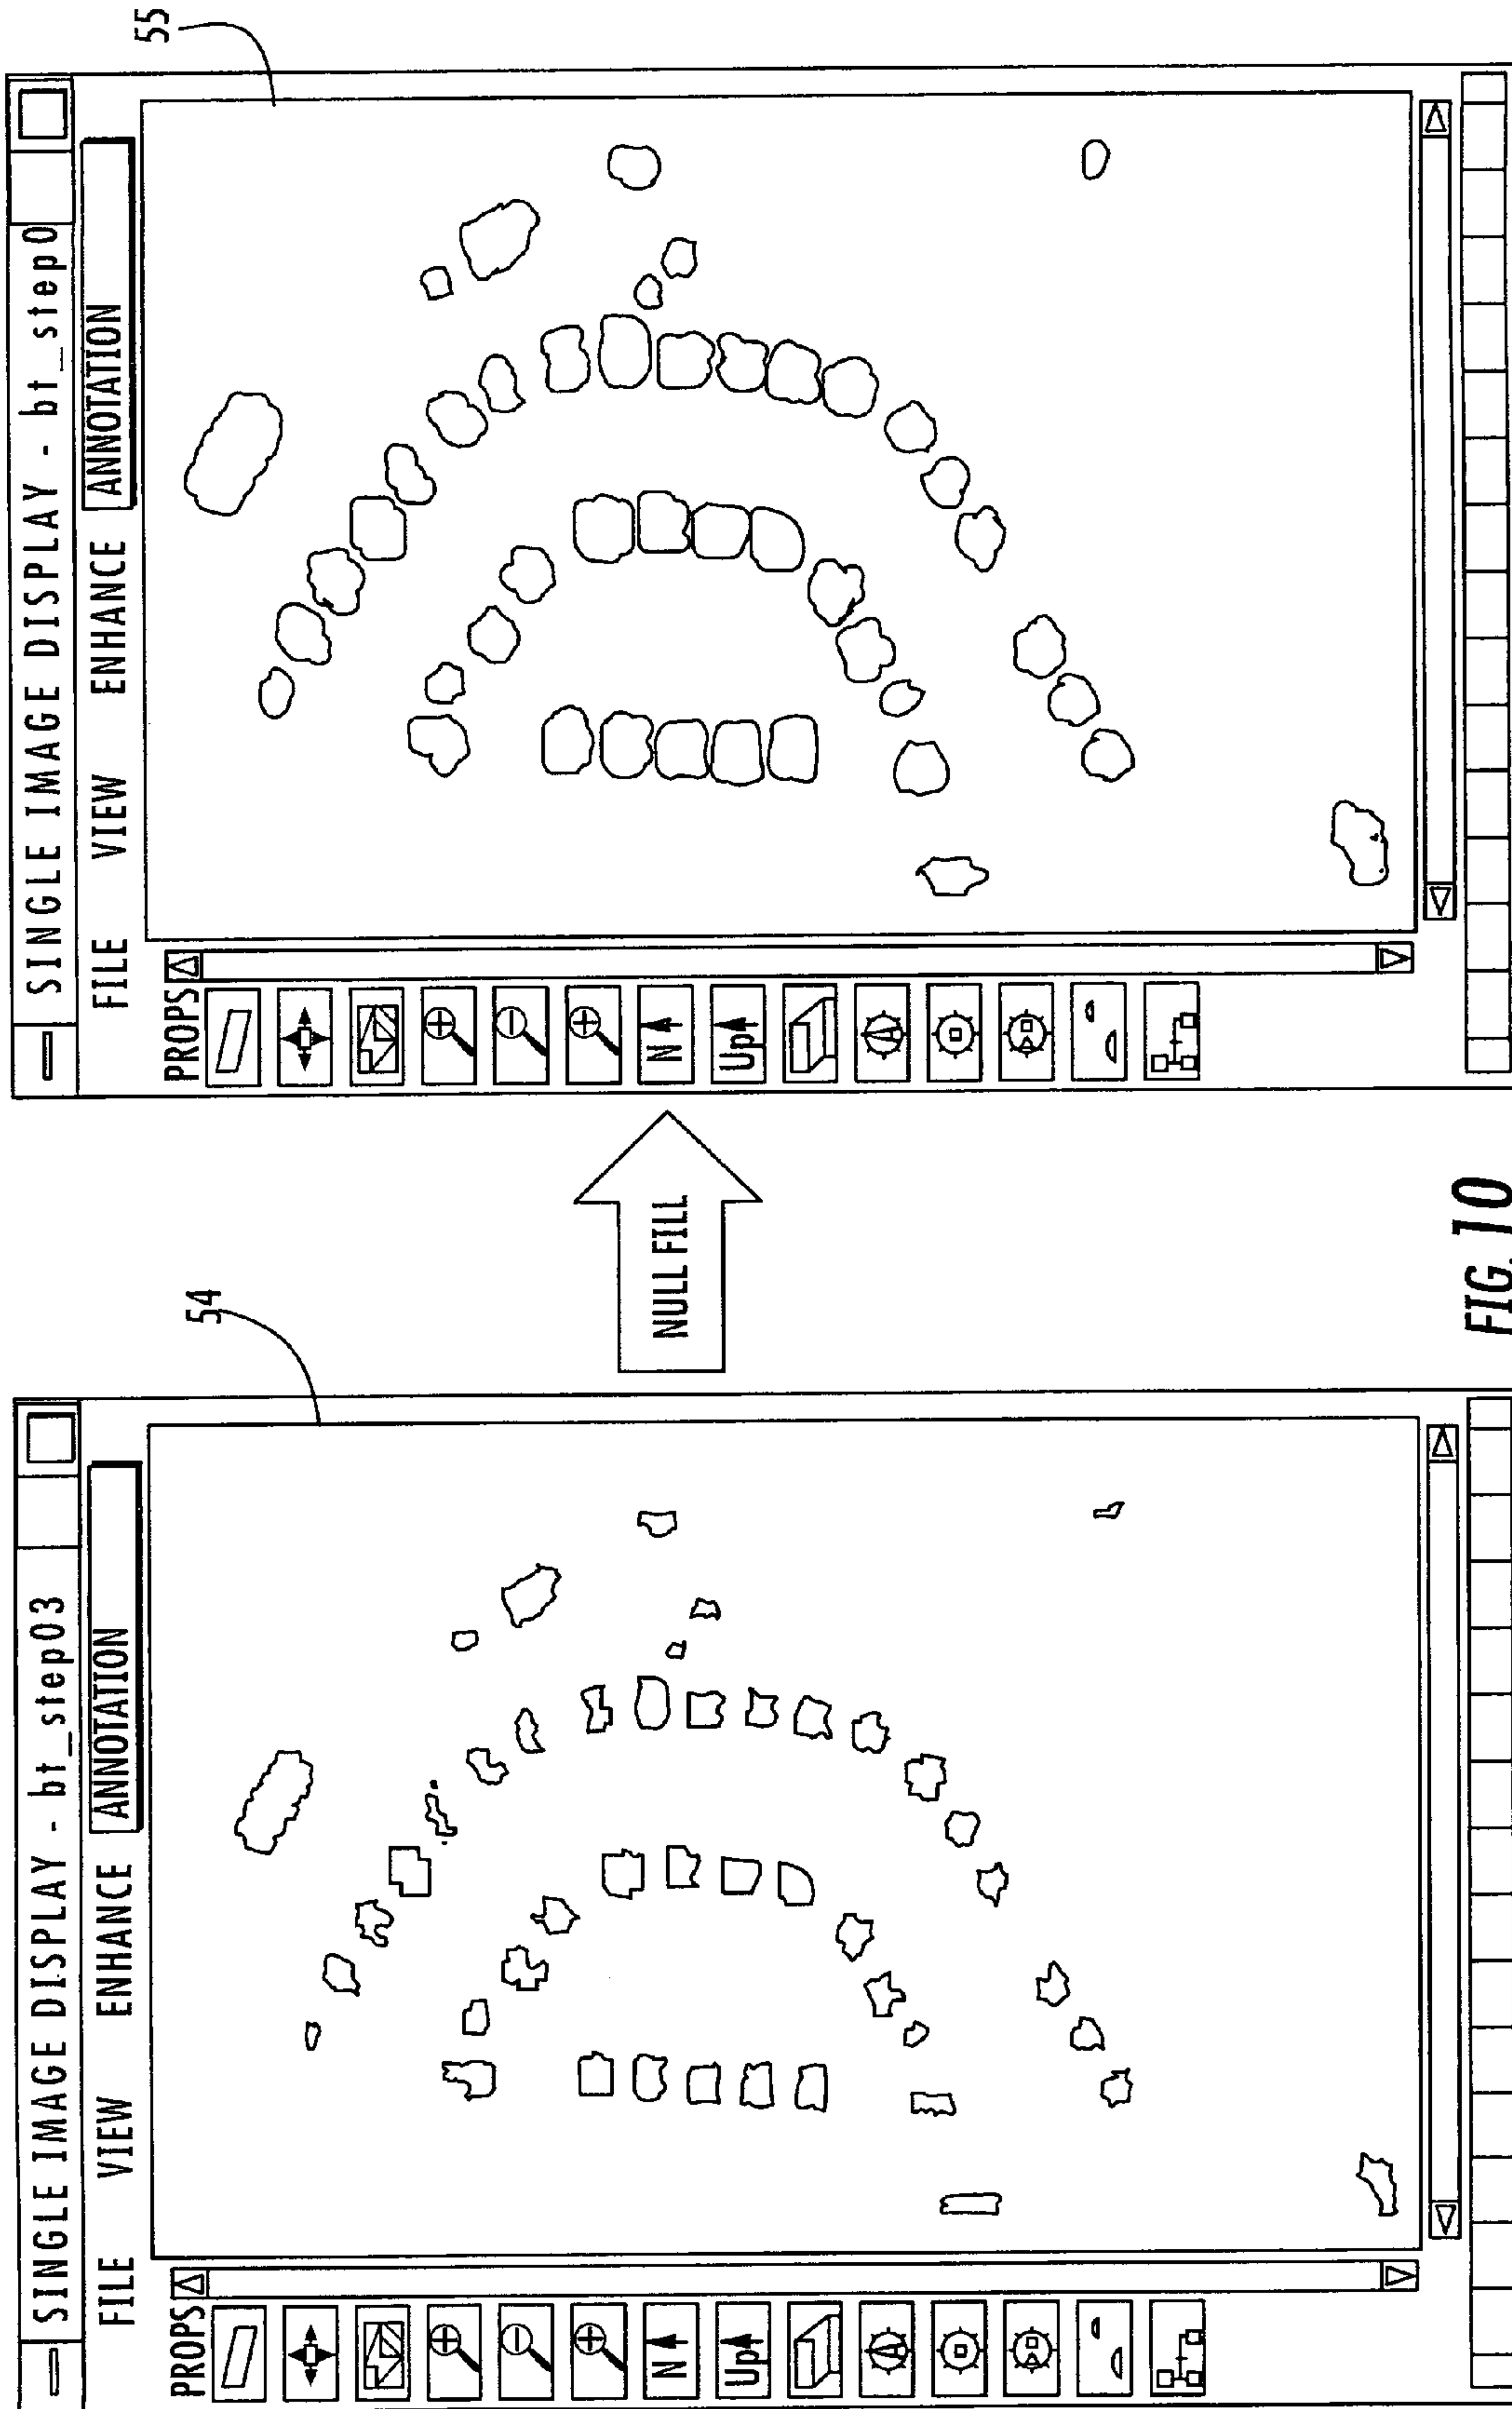 SINGLE IMAGE DISPLAY - bt_step03
FILE VIEW ENHANCE ANNOTATION
PROPS
N
Up
54
NULL FILL
SINGLE IMAGE DISPLAY - bt_step0
FILE VIEW ENHANCE ANNOTATION
PROPS
N
Up
55
FIG. 10